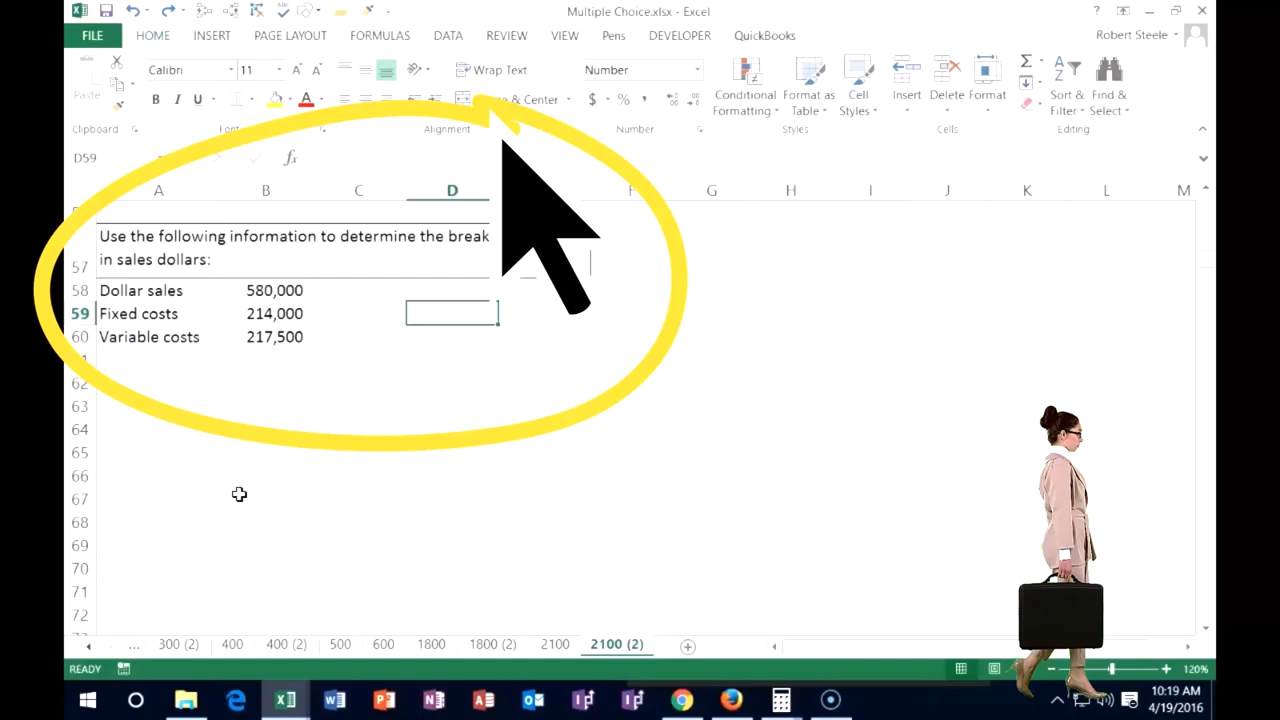 Multiple Choice.xlsx - Excel
FILE HOME INSERT PAGE LAYOUT FORMULAS DATA REVIEW VIEW Pens DEVELOPER QuickBooks Robert Steele
Calibri 11 Wrap Text Number
Paste B I U A & Center $ % Conditional Formatting Format as Table Cell Styles Insert Delete Format Sort & Filter Find & Select
Clipboard Alignment Number Styles Cells Editing
D59 fx
A B C D F G H I J K L M
Use the following information to determine the break
57 in sales dollars:
58 Dollar sales 580,000
59 Fixed costs 214,000
60 Variable costs 217,500
62
63
64
65
66
67
68
69
70
71
72
... 300 (2) 400 400 (2) 500 600 1800 1800 (2) 2100 2100 (2)
READY 120%
10:19 AM
4/19/2016